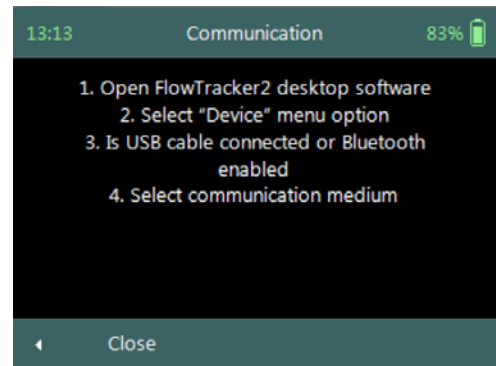 13:13 Communication 83%
1. Open FlowTracker2 desktop software
2. Select “Device” menu option
3. Is USB cable connected or Bluetooth
enabled
4. Select communication medium
Close